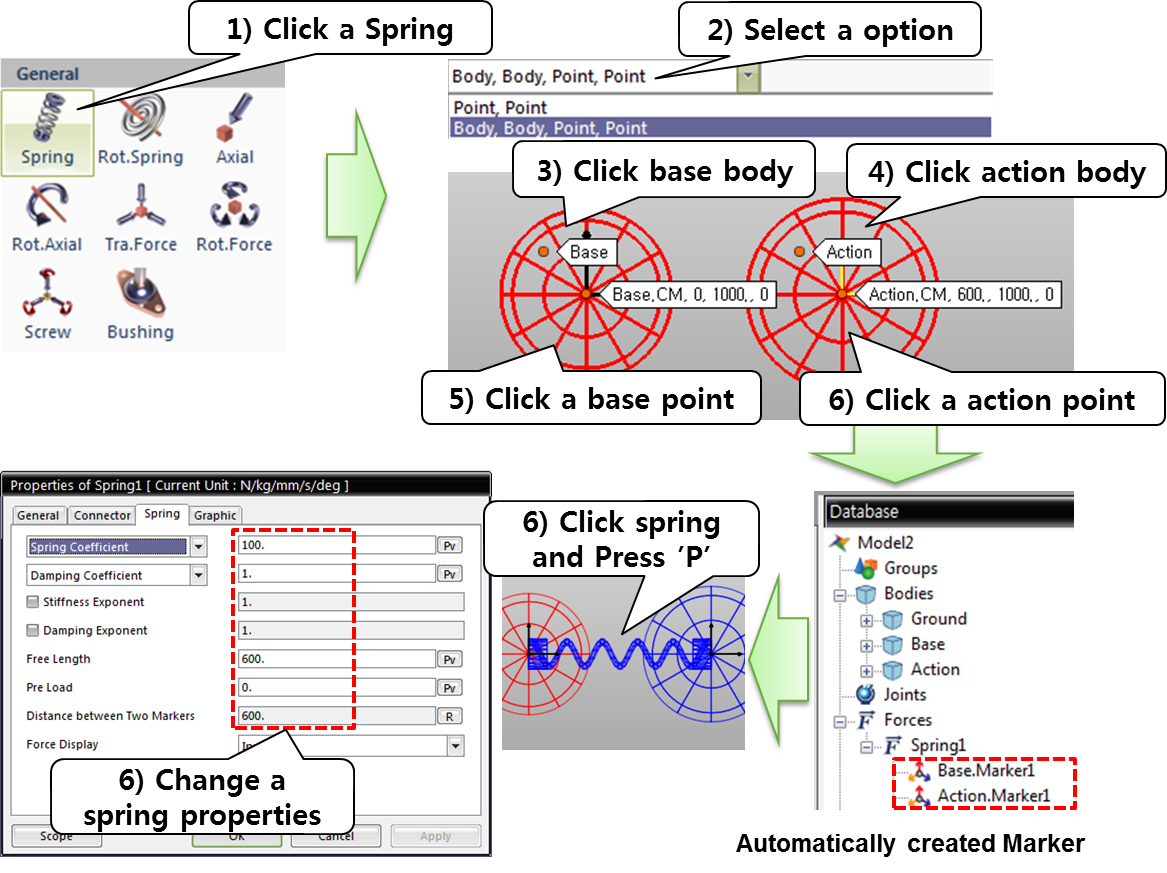 1) Click a Spring
2) Select a option
General
Spring
Rot.Spring
Axial
Rot.Axial
Tra.Force
Rot.Force
Screw
Bushing
Body, Body, Point, Point
Point, Point
Body, Body, Point, Point
3) Click base body
4) Click action body
Base
Action
Base,CM, 0, 1000,, 0
Action,CM, 600,, 1000,, 0
5) Click a base point
6) Click a action point
Properties of Spring1 [ Current Unit : N/kg/mm/s/deg ]
General
Connector
Spring
Graphic
Spring Coefficient
100.
Pv
Damping Coefficient
1.
Pv
Stiffness Exponent
1.
Damping Exponent
1.
Free Length
600.
Pv
Pre Load
0.
Pv
Distance between Two Markers
600.
R
Force Display
6) Change a
spring properties
Scope
OK
Cancel
Apply
6) Click spring
and Press ’P’
Database
Model2
Groups
Bodies
Ground
Base
Action
Joints
Forces
Spring1
Base.Marker1
Action.Marker1
Automatically created Marker